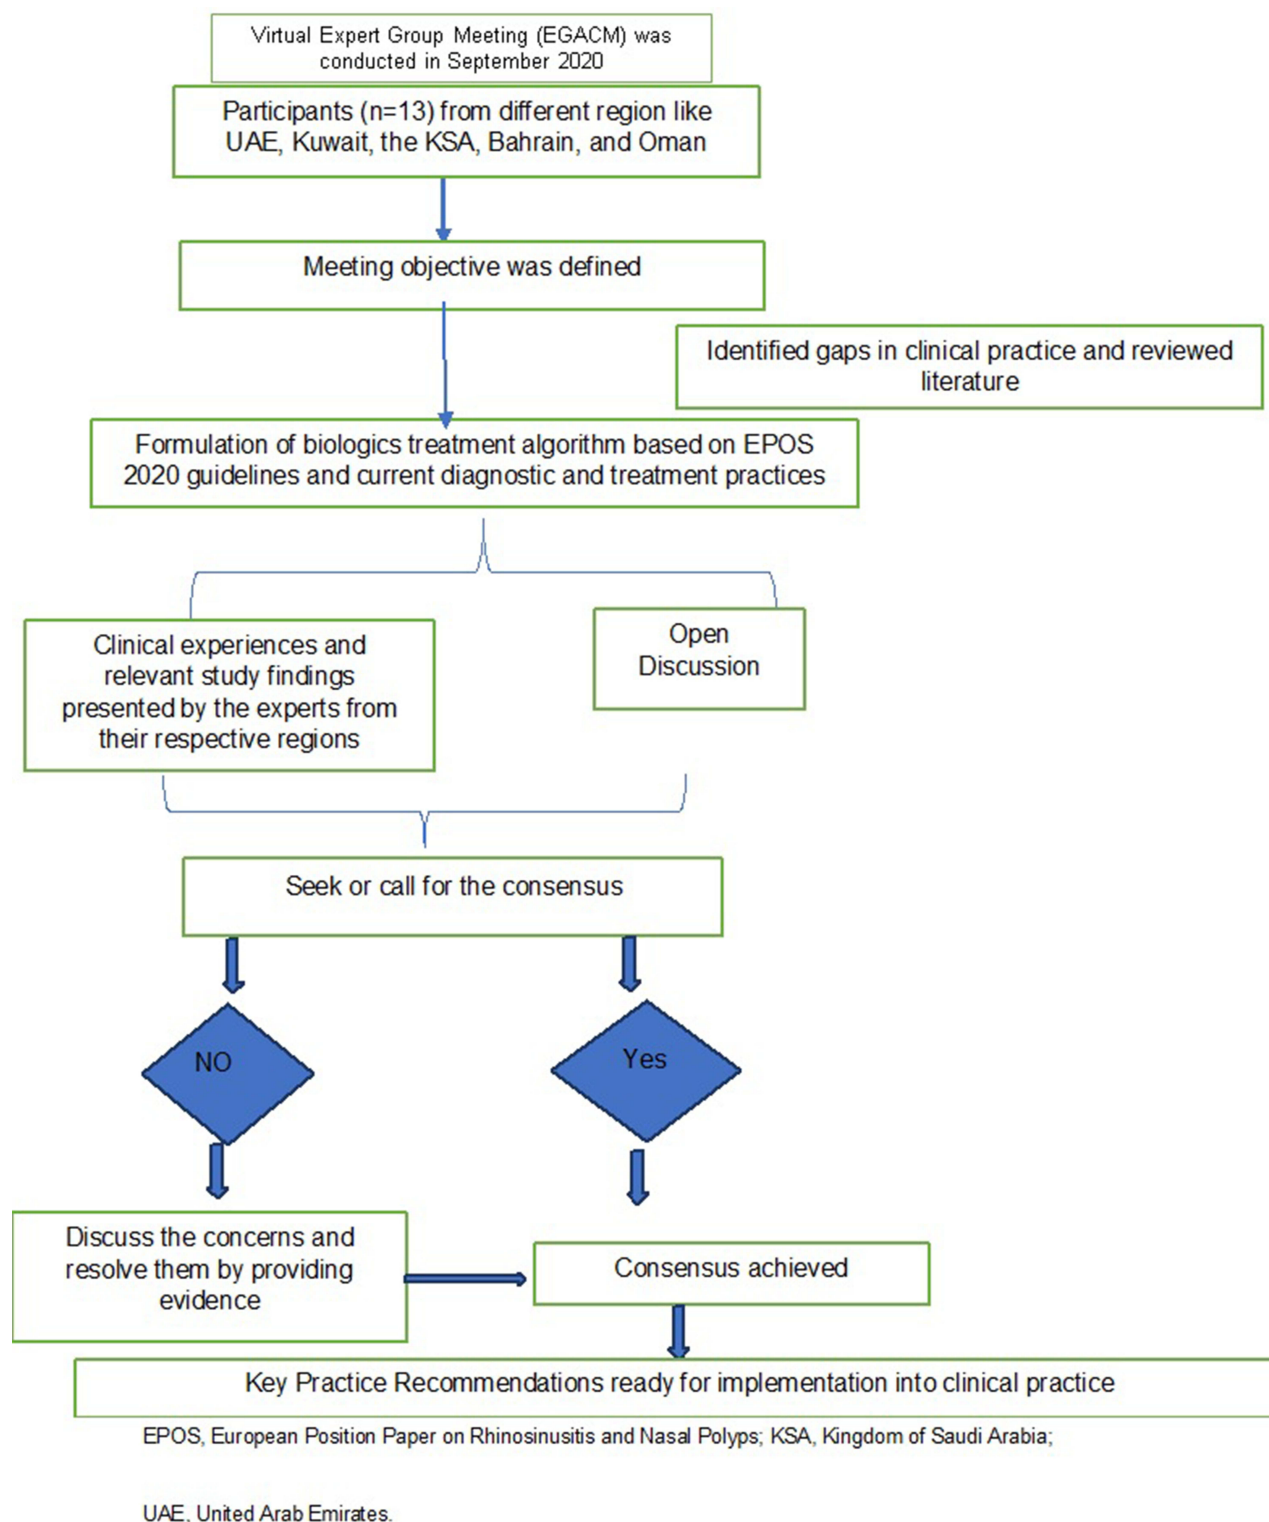 Virtual Expert Group Meeting (EGACM) was
conducted in September 2020
Participants (n=13) from different region like
UAE, Kuwait, the KSA, Bahrain, and Oman
Meeting objective was defined
Identified gaps in clinical practice and reviewed
literature
Formulation of biologics treatment algorithm based on EPOS
2020 guidelines and current diagnostic and treatment practices
Clinical experiences and
relevant study findings
presented by the experts from
their respective regions
Open
Discussion
Seek or call for the consensus
NO
Yes
Discuss the concerns and
resolve them by providing
evidence
Consensus achieved
Key Practice Recommendations ready for implementation into clinical practice
EPOS, European Position Paper on Rhinosinusitis and Nasal Polyps; KSA, Kingdom of Saudi Arabia;
UAE, United Arab Emirates.